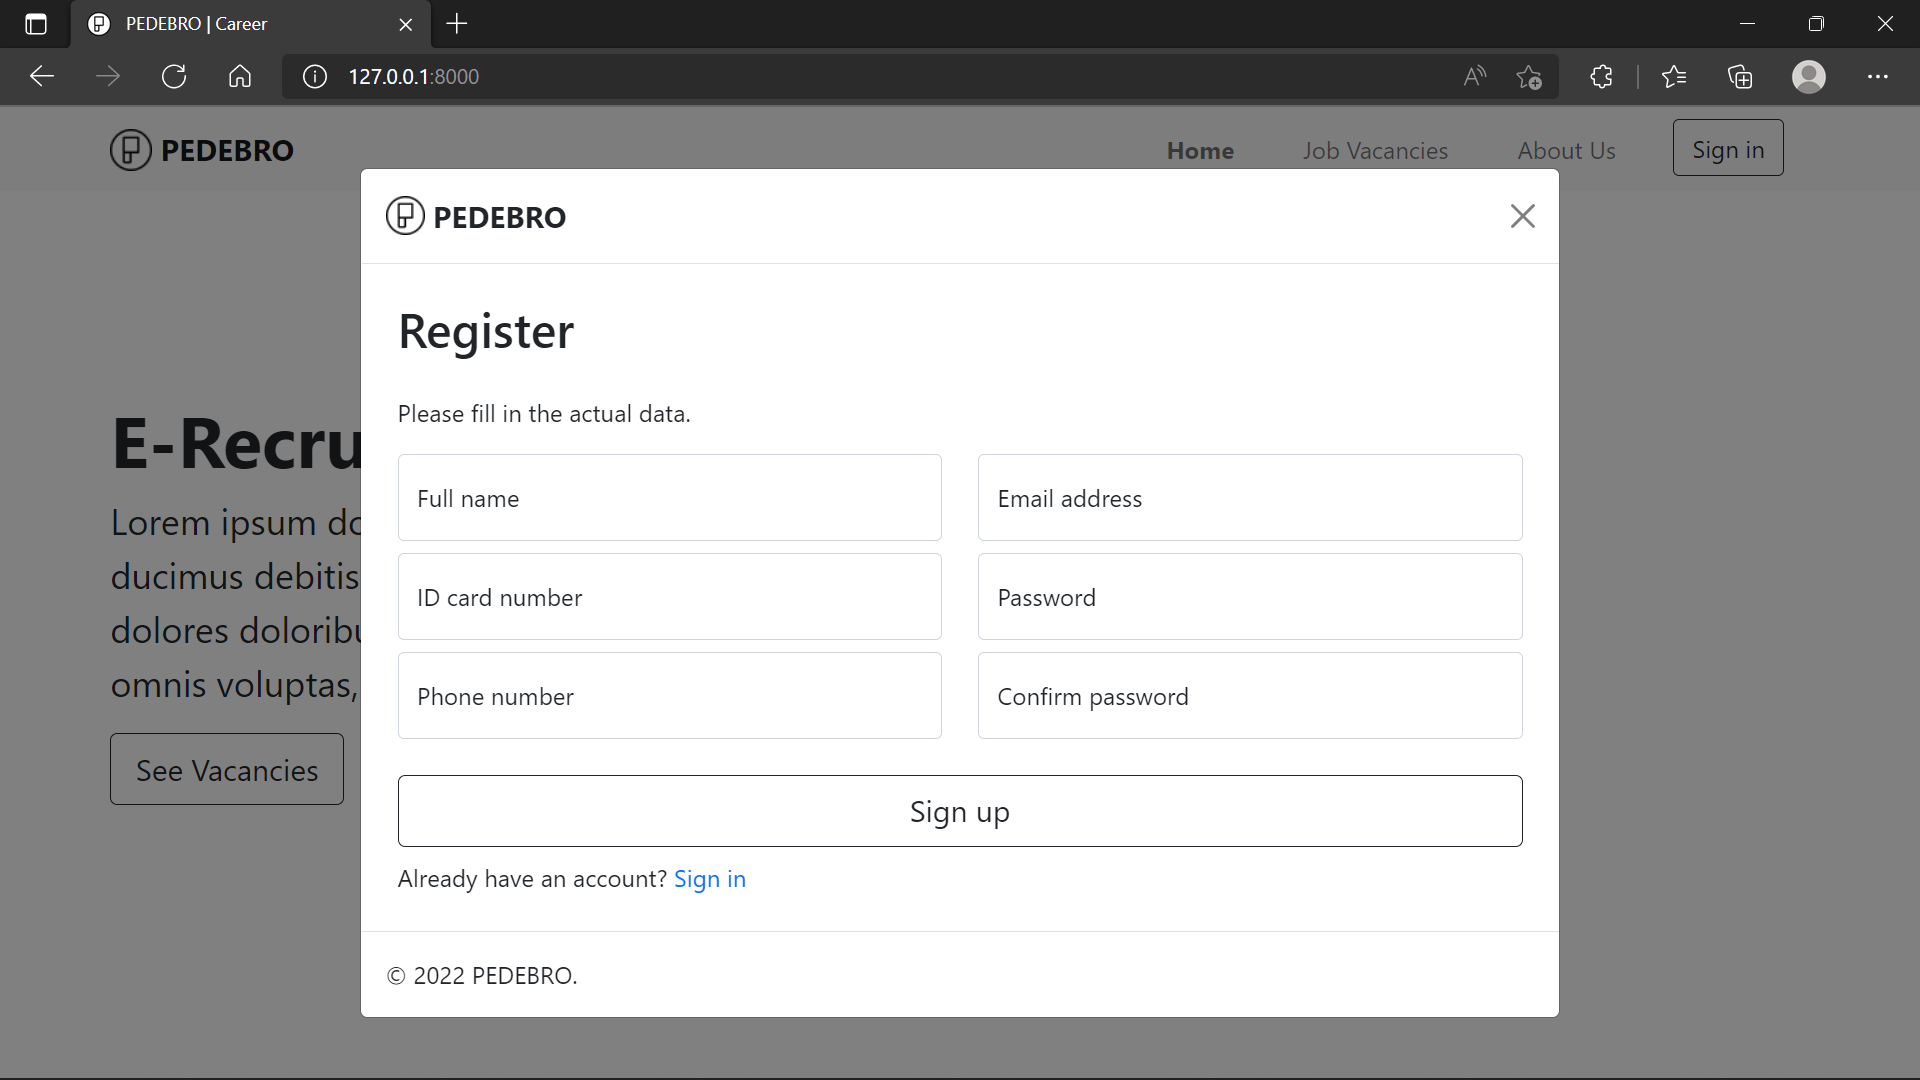 PEDEBRO | Career
127.0.0.1:8000
PEDEBRO
Home
Job Vacancies
About Us
Sign in
PEDEBRO
Register
Please fill in the actual data.
Full name
Email address
ID card number
Password
Phone number
Confirm password
Sign up
Already have an account? Sign in
© 2022 PEDEBRO.
E-Recru
Lorem ipsum do
ducimus debitis
dolores doloribu
omnis voluptas,
See Vacancies